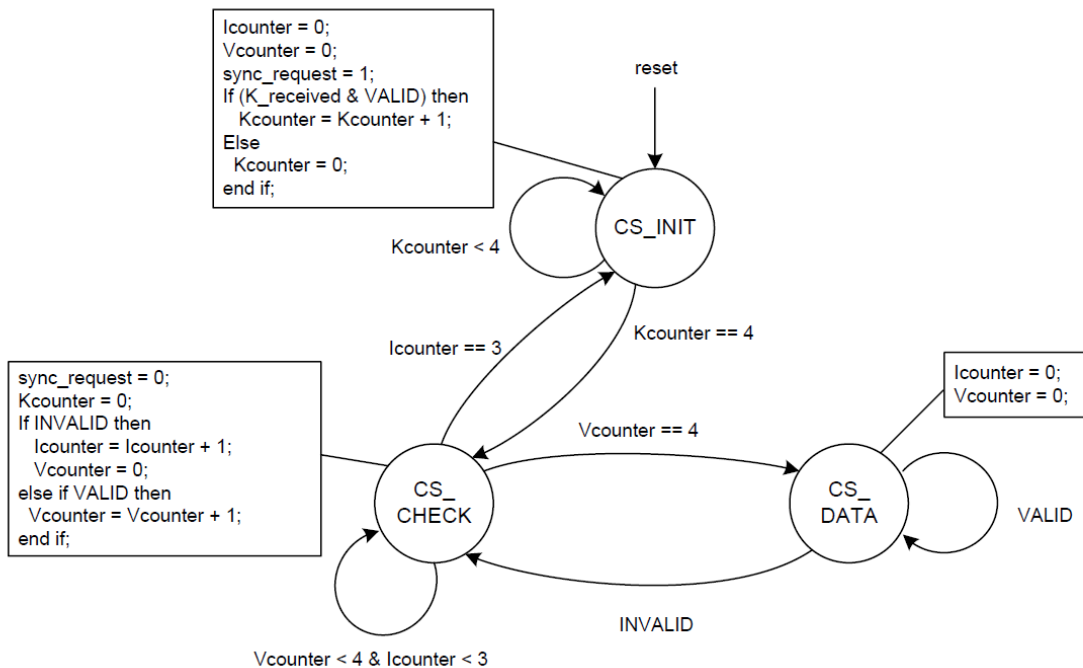 Icounter = 0;
Vcounter = 0;
sync_request = 1;
If (K_received & VALID) then
Kcounter = Kcounter + 1;
Else
Kcounter = 0;
end if;
reset
CS_INIT
Kcounter < 4
Icounter == 3
Kcounter == 4
sync_request = 0;
Kcounter = 0;
If INVALID then
Icounter = Icounter + 1;
Vcounter = 0;
else if VALID then
Vcounter = Vcounter + 1;
end if;
Icounter = 0;
Vcounter = 0;
Vcounter == 4
CS_
CHECK
CS_
DATA
VALID
INVALID
Vcounter < 4 & Icounter < 3